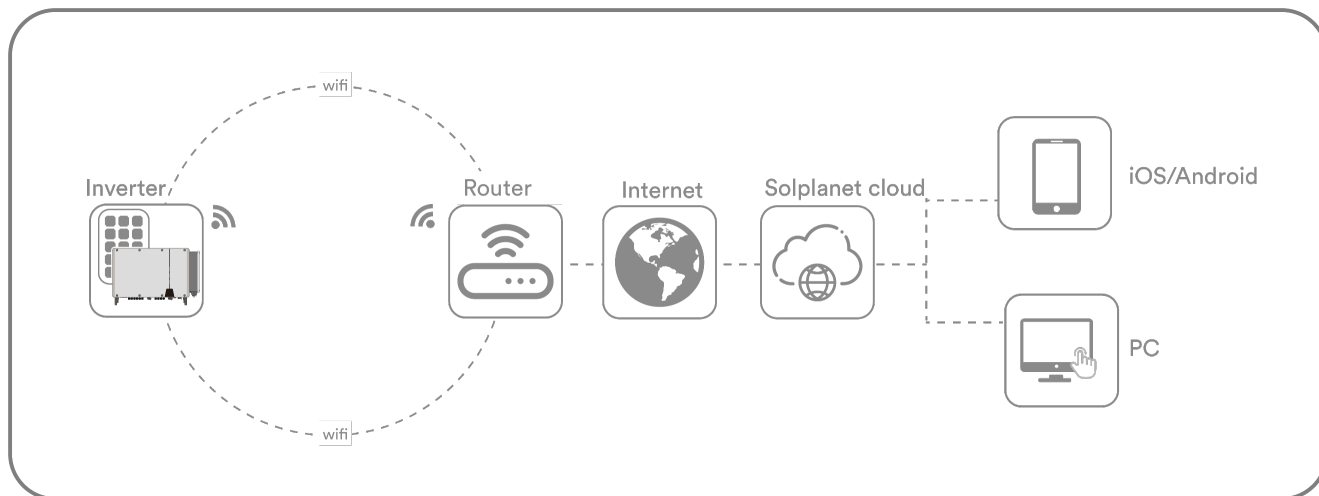 wifi
Inverter
Router
Internet
Solplanet cloud
iOS/Android
PC
wifi